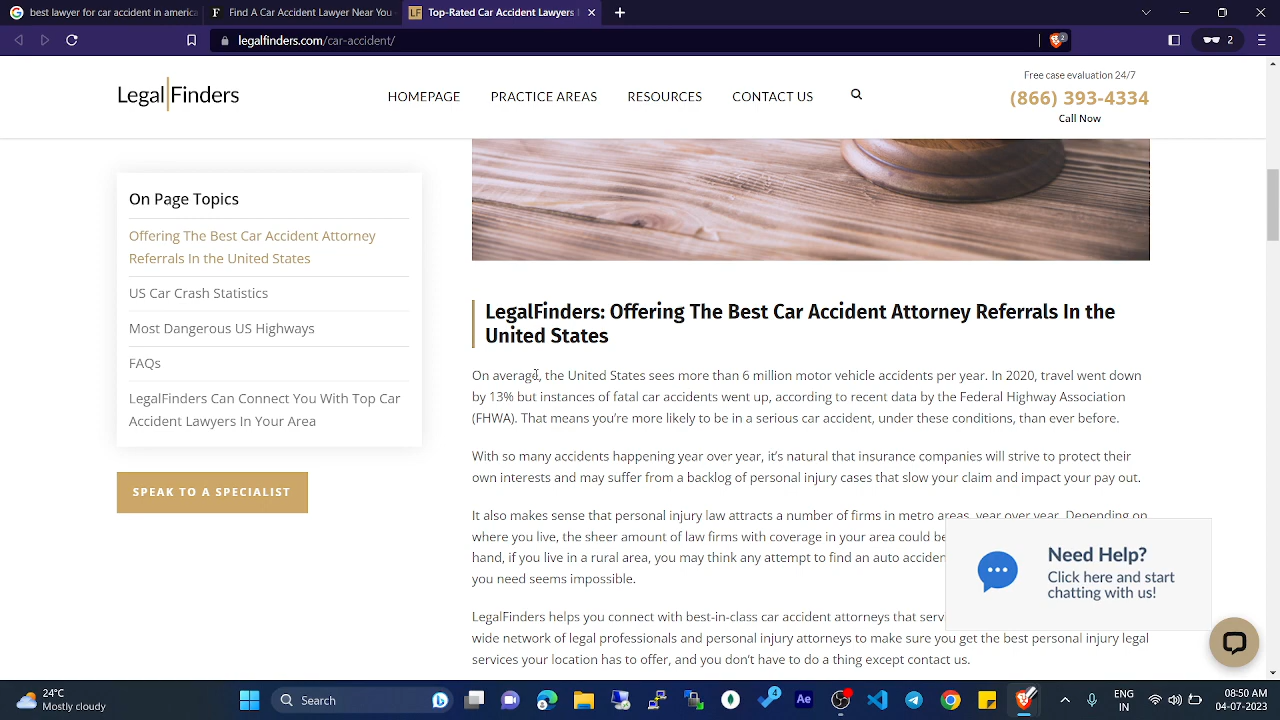 best lawyer for car accident in americ
Find A Car Accident Lawyer Near You
LF Top-Rated Car Accident Lawyers
legalfinders.com/car-accident/
2
2
Legal Finders
HOMEPAGE
PRACTICE AREAS
RESOURCES
CONTACT US
Free case evaluation 24/7
(866) 393-4334
Call Now
On Page Topics
Offering The Best Car Accident Attorney
Referrals In the United States
US Car Crash Statistics
Most Dangerous US Highways
FAQs
LegalFinders Can Connect You With Top Car
Accident Lawyers In Your Area
SPEAK TO A SPECIALIST
LegalFinders: Offering The Best Car Accident Attorney Referrals In the
United States
On average, the United States sees more than 6 million motor vehicle accidents per year. In 2020, travel went down
by 13% but instances of fatal car accidents went up, according to recent data by the Federal Highway Association
(FHWA). That means you’re more likely to be in a serious car accident, under these conditions, than ever before.
With so many accidents happening year over year, it’s natural that insurance companies will strive to protect their
own interests and may suffer from a backlog of personal injury cases that slow your claim and impact your pay out.
It also makes sense that personal injury law attracts a number of firms in metro areas, year over year. Depending on
where you live, the sheer amount of law firms with coverage in your area could be
hand, if you live in a rural area, you may think any attempt to find an auto acciden
you need seems impossible.
LegalFinders helps you connect with best-in-class car accident attorneys that serv
wide network of legal professionals and personal injury attorneys to make sure you get the best personal injury legal
services your location has to offer, and you don’t have to do a thing except contact us.
Need Help?
Click here and start
chatting with us!
24°C
Mostly cloudy
Search
4
Ae
ENG
IN
08:50 AM
04-07-2023